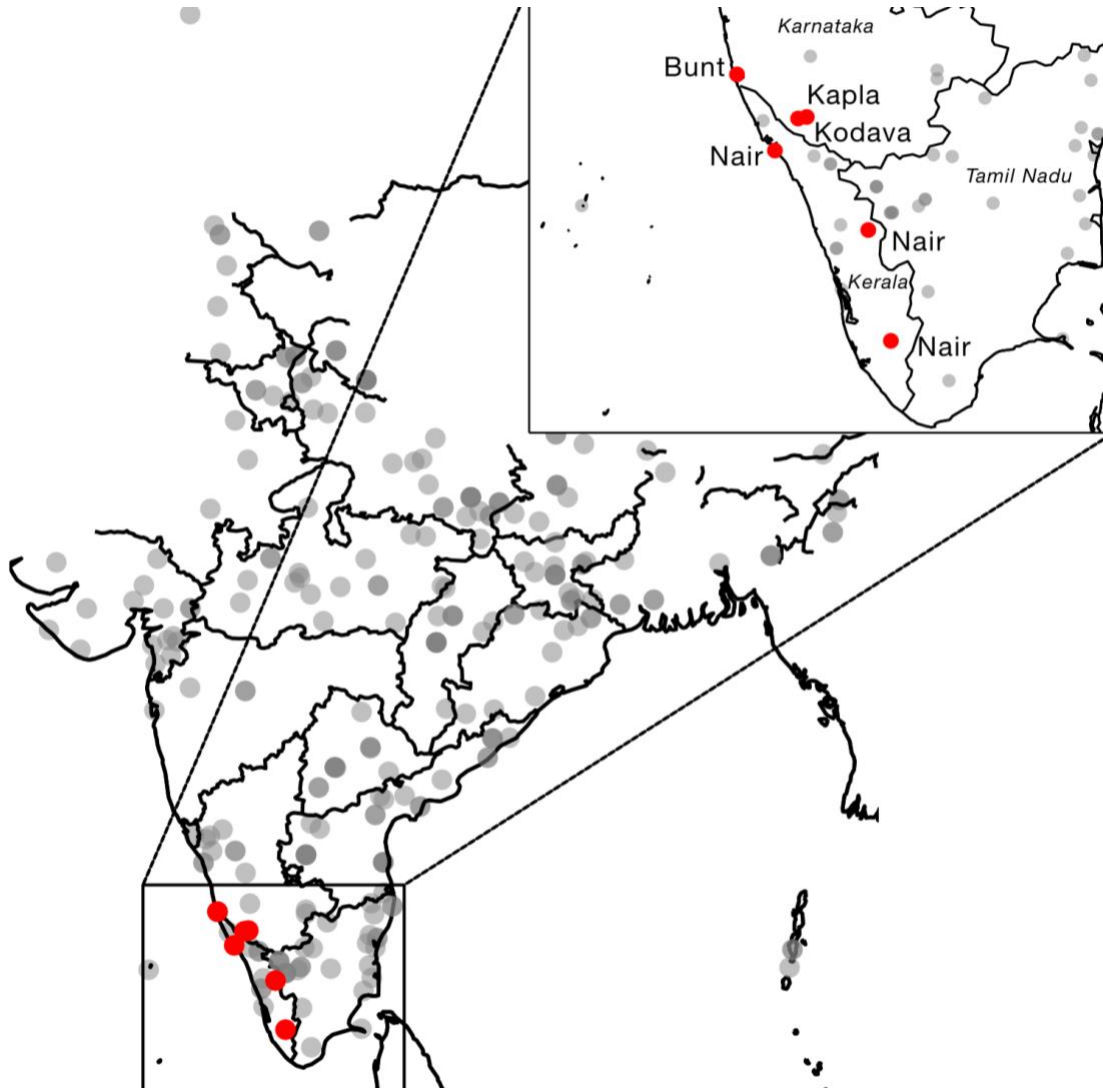 Karnataka
Bunt
Kapla
Kodava
Nair
Tamil Nadu
Nair
Kerala
Nair